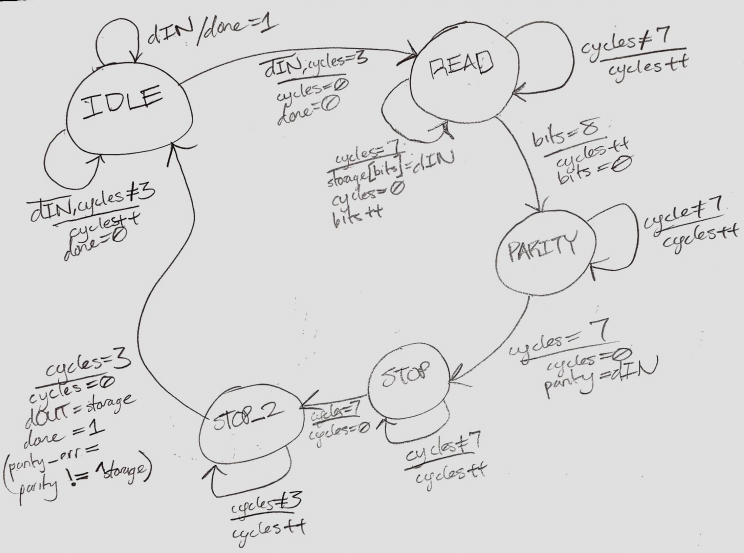 dIN/done=1
IDLE
d̅I̅N̅,cycles=3
cycles=0
done=0
READ
cycles≠7
cycles++
d̅I̅N̅,cycles≠3
cycles++
done=0
cycles=7
storage[bits]=dIN
cycles=0
bits++
bits=8
cycles++
bits=0
PARITY
cycle≠7
cycles++
cycles=7
cycles=0
parity=dIN
STOP
cycles≠7
cycles++
cycles=7
cycles=0
STOP_2
cycles≠3
cycles++
cycles=3
cycles=0
dOUT=storage
done=1
(parity_err=
parity != ^storage)